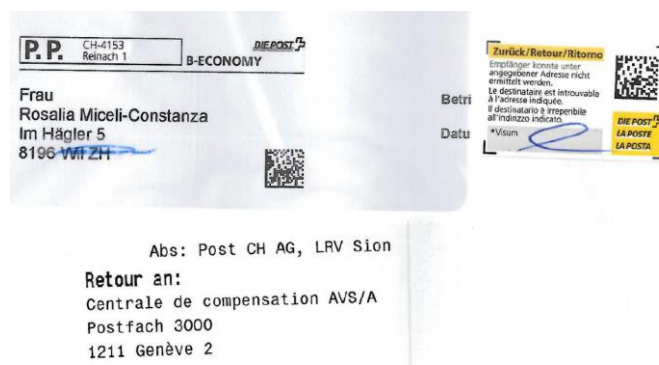 P.P.
CH-4153
Reinach 1
DIE POST
B-ECONOMY
Frau
Rosalia Miceli-Constanza
Im Hägler 5
8196 Wil ZH
Betri
Datu
Zurück/Retour/Ritorno
Empfänger konnte unter
angegebener Adresse nicht
ermittelt werden.
Le destinataire est introuvable
à l'adresse indiquée.
Il destinatario è irreperibile
all'indirizzo indicato.
*Visum
DIE POST
LA POSTE
LA POSTA
Abs: Post CH AG, LRV Sion
Retour an:
Centrale de compensation AVS/A
Postfach 3000
1211 Genève 2